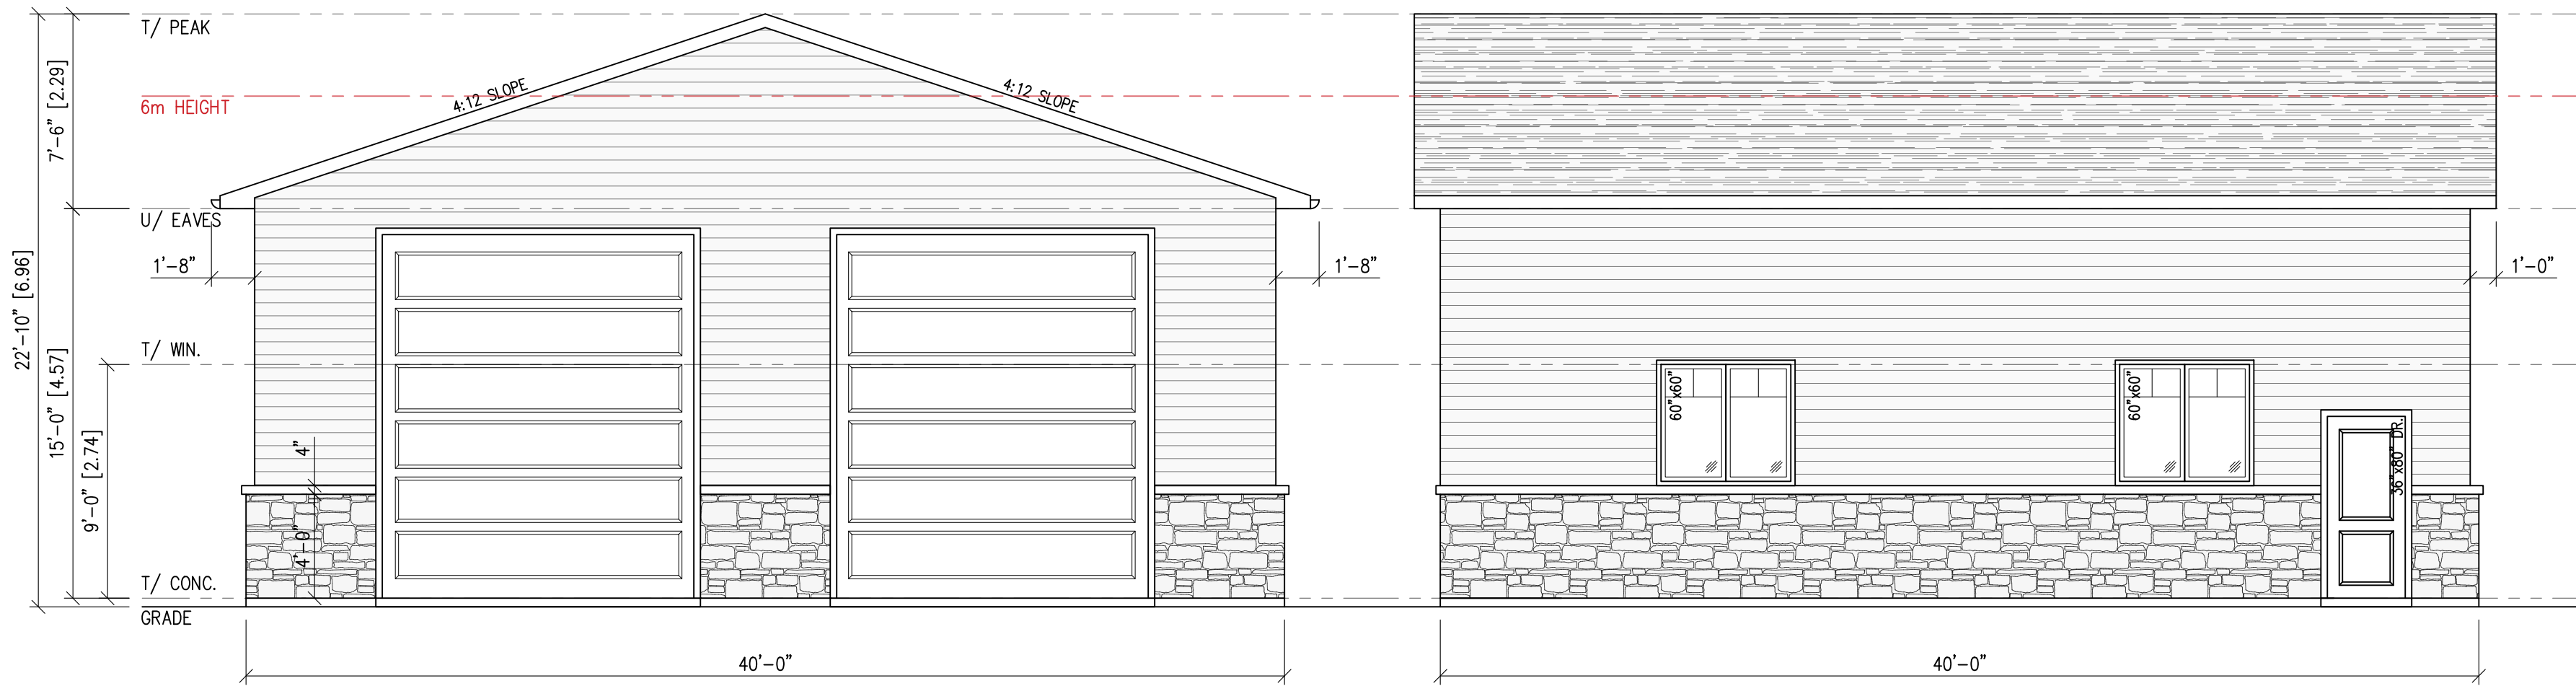 T/ PEAK
7'-6" [2.29]
6m HEIGHT
4:12 SLOPE
4:12 SLOPE
U/ EAVES
1'-8"
1'-8"
1'-0"
22'-10" [6.96]
15'-0" [4.57]
T/ WIN.
9'-0" [2.74]
60"x60"
60"x60"
36"x80" DR.
4"
4'-0"
T/ CONC.
GRADE
40'-0"
40'-0"